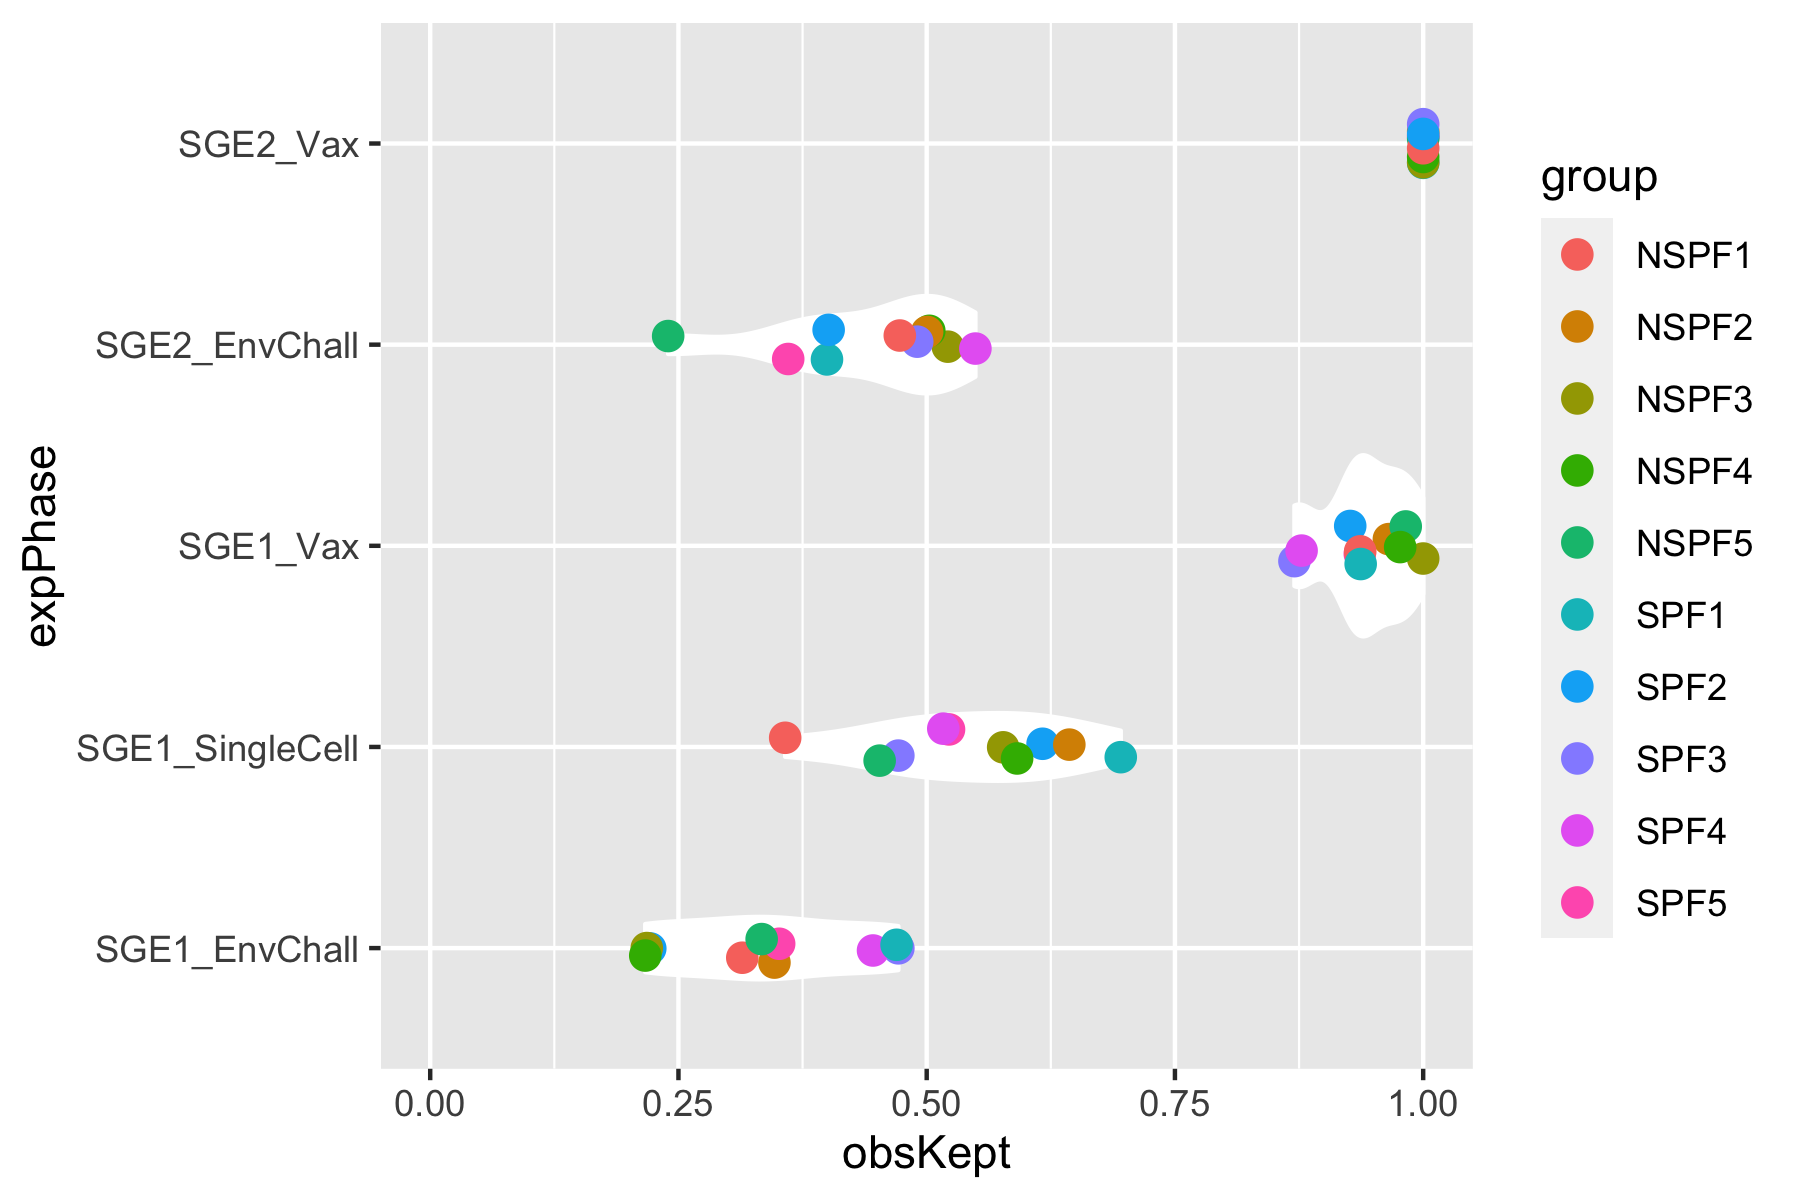 SGE2_Vax
SGE2_EnvChall
SGE1_Vax
SGE1_SingleCell
SGE1_EnvChall
expPhase
0.00 0.25 0.50 0.75 1.00
obsKept
group
NSPF1
NSPF2
NSPF3
NSPF4
NSPF5
SPF1
SPF2
SPF3
SPF4
SPF5